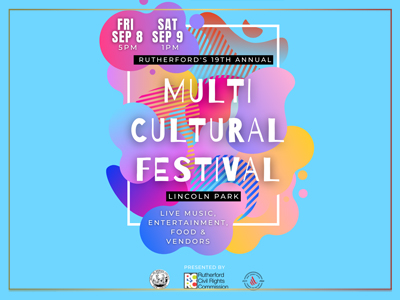 FRI SAT
SEP 8 SEP 9
5PM 1PM
RUTHERFORD'S 19TH ANNUAL
MULTI
CULTURAL
FESTIVAL
LINCOLN PARK
LIVE MUSIC,
ENTERTAINMENT,
FOOD &
VENDORS
PRESENTED BY
Rutherford
Civil Rights
Commission